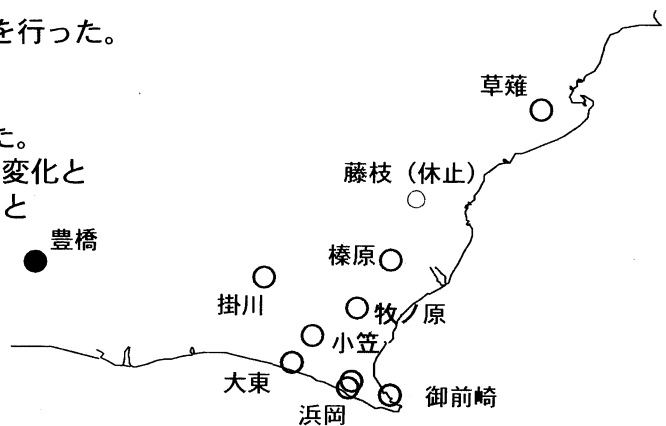 を行った。
た。
変化と
と
草薙
藤枝（休止）
豊橋
榛原
掛川
牧ノ原
小笠
大東
御前崎
浜岡